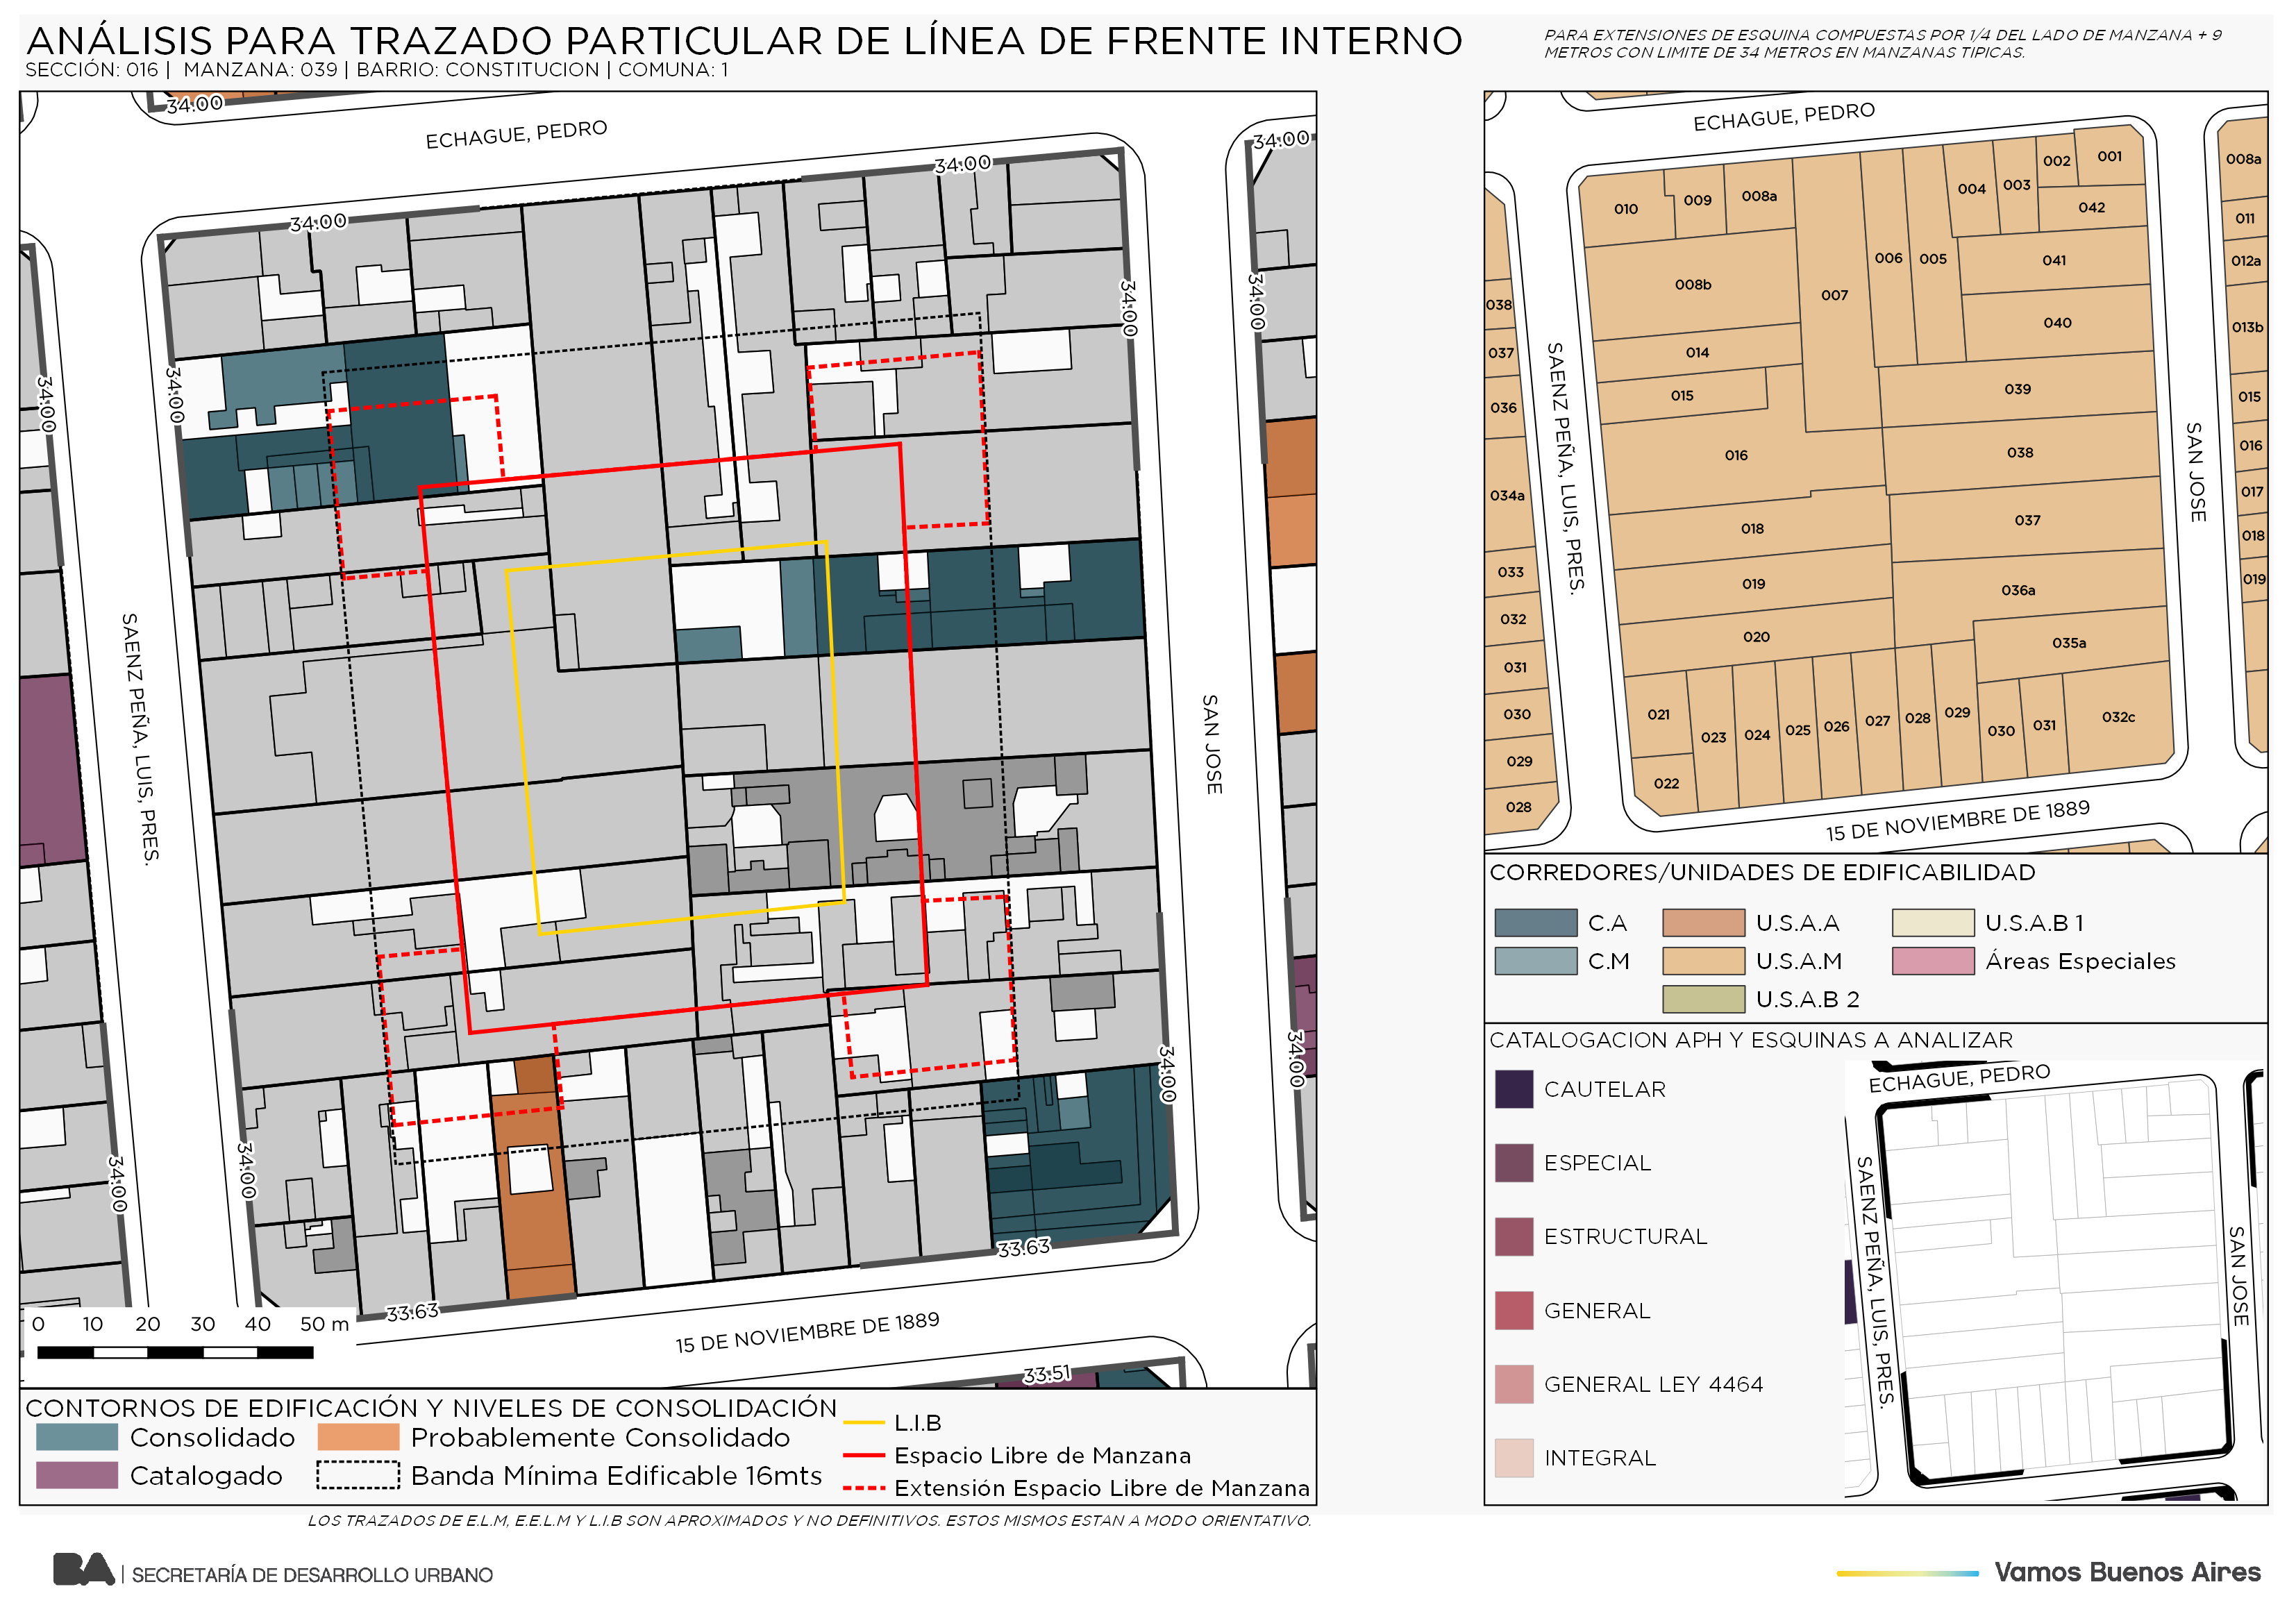 ANÁLISIS PARA TRAZADO PARTICULAR DE LÍNEA DE FRENTE INTERNO
SECCIÓN: 016 | MANZANA: 039 | BARRIO: CONSTITUCION | COMUNA: 1
PARA EXTENSIONES DE ESQUINA COMPUESTAS POR 1/4 DEL LADO DE MANZANA + 9
METROS CON LIMITE DE 34 METROS EN MANZANAS TIPICAS.
34:00
ECHAGUE, PEDRO
34:00
34:00
34:00
34:00
34:00
34:00
34:00
SAENZ PEÑA, LUIS, PRES.
SAN JOSE
34:00
34:00
34:00
34:00
33.63
33.63
15 DE NOVIEMBRE DE 1889
33.51
0 10 20 30 40 50 m
CONTORNOS DE EDIFICACIÓN Y NIVELES DE CONSOLIDACIÓN
Consolidado
Probablemente Consolidado
Catalogado
Banda Mínima Edificable 16mts
L.I.B
Espacio Libre de Manzana
Extensión Espacio Libre de Manzana
ECHAGUE, PEDRO
010
009
008a
004
003
002
001
042
008b
007
006
005
041
040
014
015
039
016
038
018
037
019
036a
020
035a
021
022
023
024
025
026
027
028
029
030
031
032c
038
037
036
034a
033
032
031
030
029
028
008a
011
012a
013b
015
016
017
018
019
SAENZ PEÑA, LUIS, PRES.
SAN JOSE
15 DE NOVIEMBRE DE 1889
CORREDORES/UNIDADES DE EDIFICABILIDAD
C.A
U.S.A.A
U.S.A.B 1
C.M
U.S.A.M
Áreas Especiales
U.S.A.B 2
CATALOGACION APH Y ESQUINAS A ANALIZAR
CAUTELAR
ESPECIAL
ESTRUCTURAL
GENERAL
GENERAL LEY 4464
INTEGRAL
ECHAGUE, PEDRO
SAENZ PEÑA, LUIS, PRES.
SAN JOSE
LOS TRAZADOS DE E.L.M, E.E.L.M Y L.I.B SON APROXIMADOS Y NO DEFINITIVOS. ESTOS MISMOS ESTAN A MODO ORIENTATIVO.
BA | SECRETARÍA DE DESARROLLO URBANO
Vamos Buenos Aires